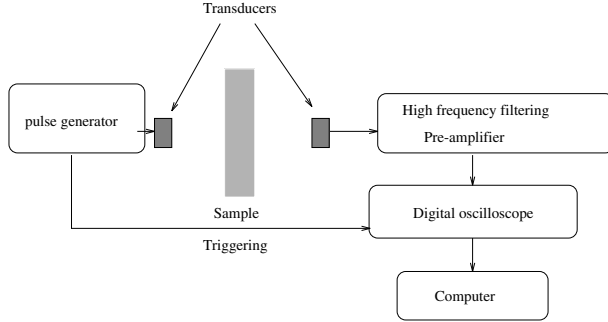 Transducers
pulse generator
High frequency filtering
Pre-amplifier
Sample
Digital oscilloscope
Triggering
Computer